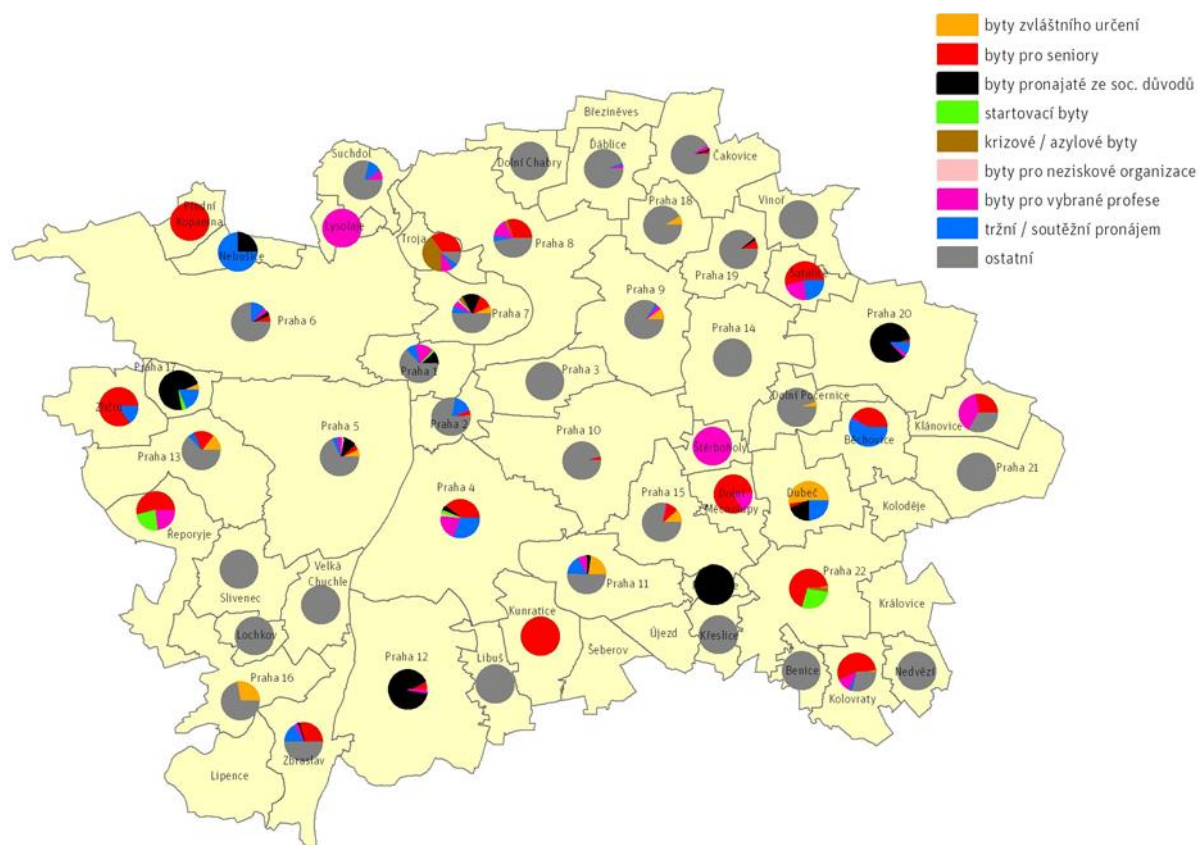 byty zvláštního určení
byty pro seniory
byty pronajaté ze soc. důvodů
startovací byty
krizové / azylové byty
byty pro neziskové organizace
byty pro vybrané profese
tržní / soutěžní pronájem
ostatní
Březiněves
Suchdol
Ďáblice
Dolní Chabry
Čakovice
Přední
Kopanina
Praha 18
Vinoř
Lysolaje
Troja
Praha 8
Nebušice
Praha 19
Satalice
Praha 9
Praha 7
Praha 20
Praha 6
Praha 14
Praha 1
Praha 17
Praha 3
Zličín
Dolní Počernice
Praha 2
Klánovice
Praha 5
Praha 10
Běchovice
Praha 13
Štěrboholy
Praha 21
Praha 4
Praha 15
Dolní
Měcholupy
Dubeč
Koloděje
Řeporyje
Velká
Chuchle
Slivenec
Praha 11
Praha 22
Královice
Kunratice
Lochkov
Újezd
Křeslice
Šeberov
Praha 12
Libuš
Benice
Nedvězí
Praha 16
Kolovraty
Zbraslav
Lipence